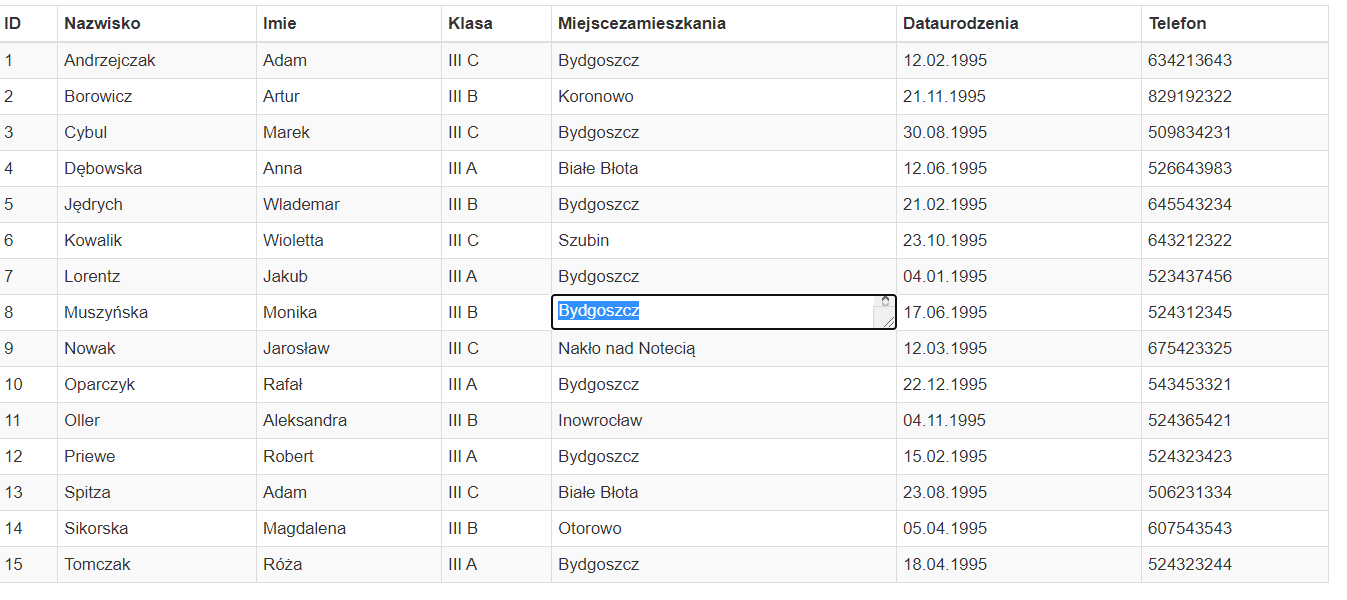 ID Nazwisko Imie Klasa Miejscezamieszkania Dataurodzenia Telefon
1 Andrzejczak Adam III C Bydgoszcz 12.02.1995 634213643
2 Borowicz Artur III B Koronowo 21.11.1995 829192322
3 Cybul Marek III C Bydgoszcz 30.08.1995 509834231
4 Dębowska Anna III A Białe Błota 12.06.1995 526643983
5 Jędrych Wlademar III B Bydgoszcz 21.02.1995 645543234
6 Kowalik Wioletta III C Szubin 23.10.1995 643212322
7 Lorentz Jakub III A Bydgoszcz 04.01.1995 523437456
8 Muszyńska Monika III B Bydgoszcz 17.06.1995 524312345
9 Nowak Jarosław III C Nakło nad Notecią 12.03.1995 675423325
10 Oparczyk Rafał III A Bydgoszcz 22.12.1995 543453321
11 Oller Aleksandra III B Inowrocław 04.11.1995 524365421
12 Priewe Robert III A Bydgoszcz 15.02.1995 524323423
13 Spitza Adam III C Białe Błota 23.08.1995 506231334
14 Sikorska Magdalena III B Otorowo 05.04.1995 607543543
15 Tomczak Róża III A Bydgoszcz 18.04.1995 524323244